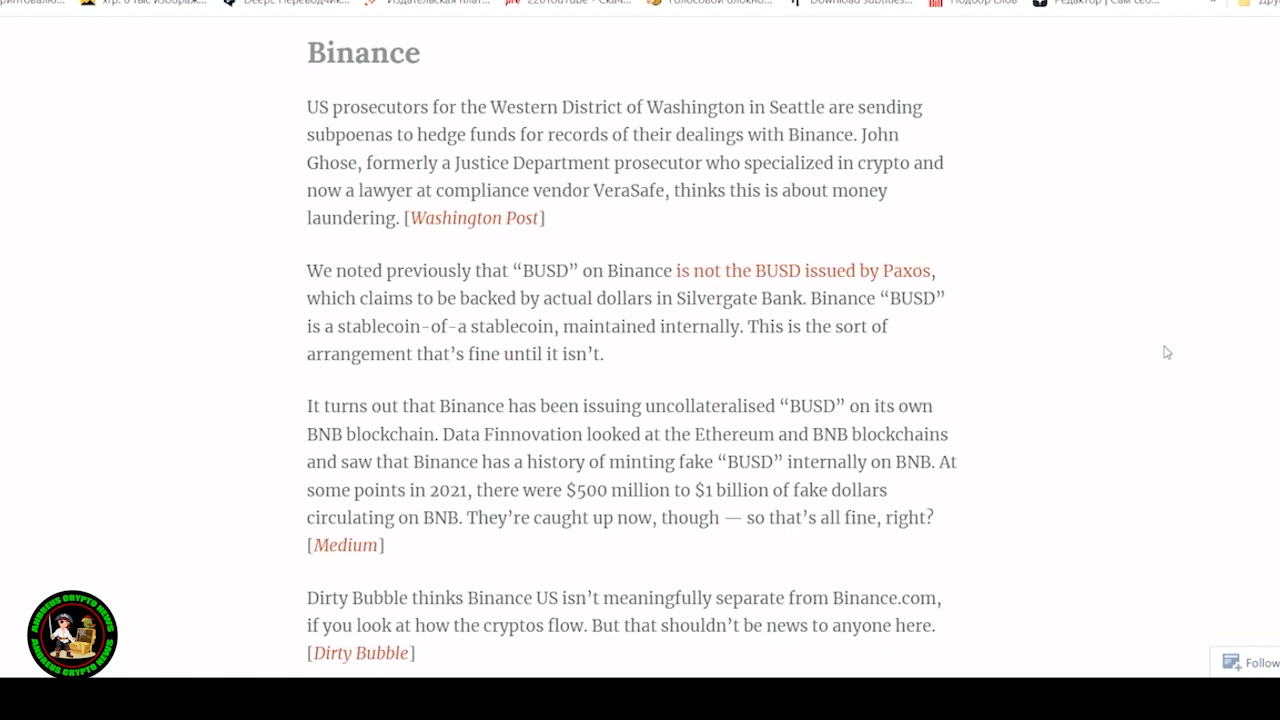 Binance
US prosecutors for the Western District of Washington in Seattle are sending
subpoenas to hedge funds for records of their dealings with Binance. John
Ghose, formerly a Justice Department prosecutor who specialized in crypto and
now a lawyer at compliance vendor VeraSafe, thinks this is about money
laundering. [Washington Post]
We noted previously that “BUSD” on Binance is not the BUSD issued by Paxos,
which claims to be backed by actual dollars in Silvergate Bank. Binance “BUSD”
is a stablecoin-of-a stablecoin, maintained internally. This is the sort of
arrangement that’s fine until it isn’t.
It turns out that Binance has been issuing uncollateralised “BUSD” on its own
BNB blockchain. Data Finnovation looked at the Ethereum and BNB blockchains
and saw that Binance has a history of minting fake “BUSD” internally on BNB. At
some points in 2021, there were $500 million to $1 billion of fake dollars
circulating on BNB. They’re caught up now, though — so that’s all fine, right?
[Medium]
Dirty Bubble thinks Binance US isn’t meaningfully separate from Binance.com,
if you look at how the cryptos flow. But that shouldn’t be news to anyone here.
[Dirty Bubble]
ANDREUS CRYPTO NEWS
ANDREUS CRYPTO NEWS
Follow